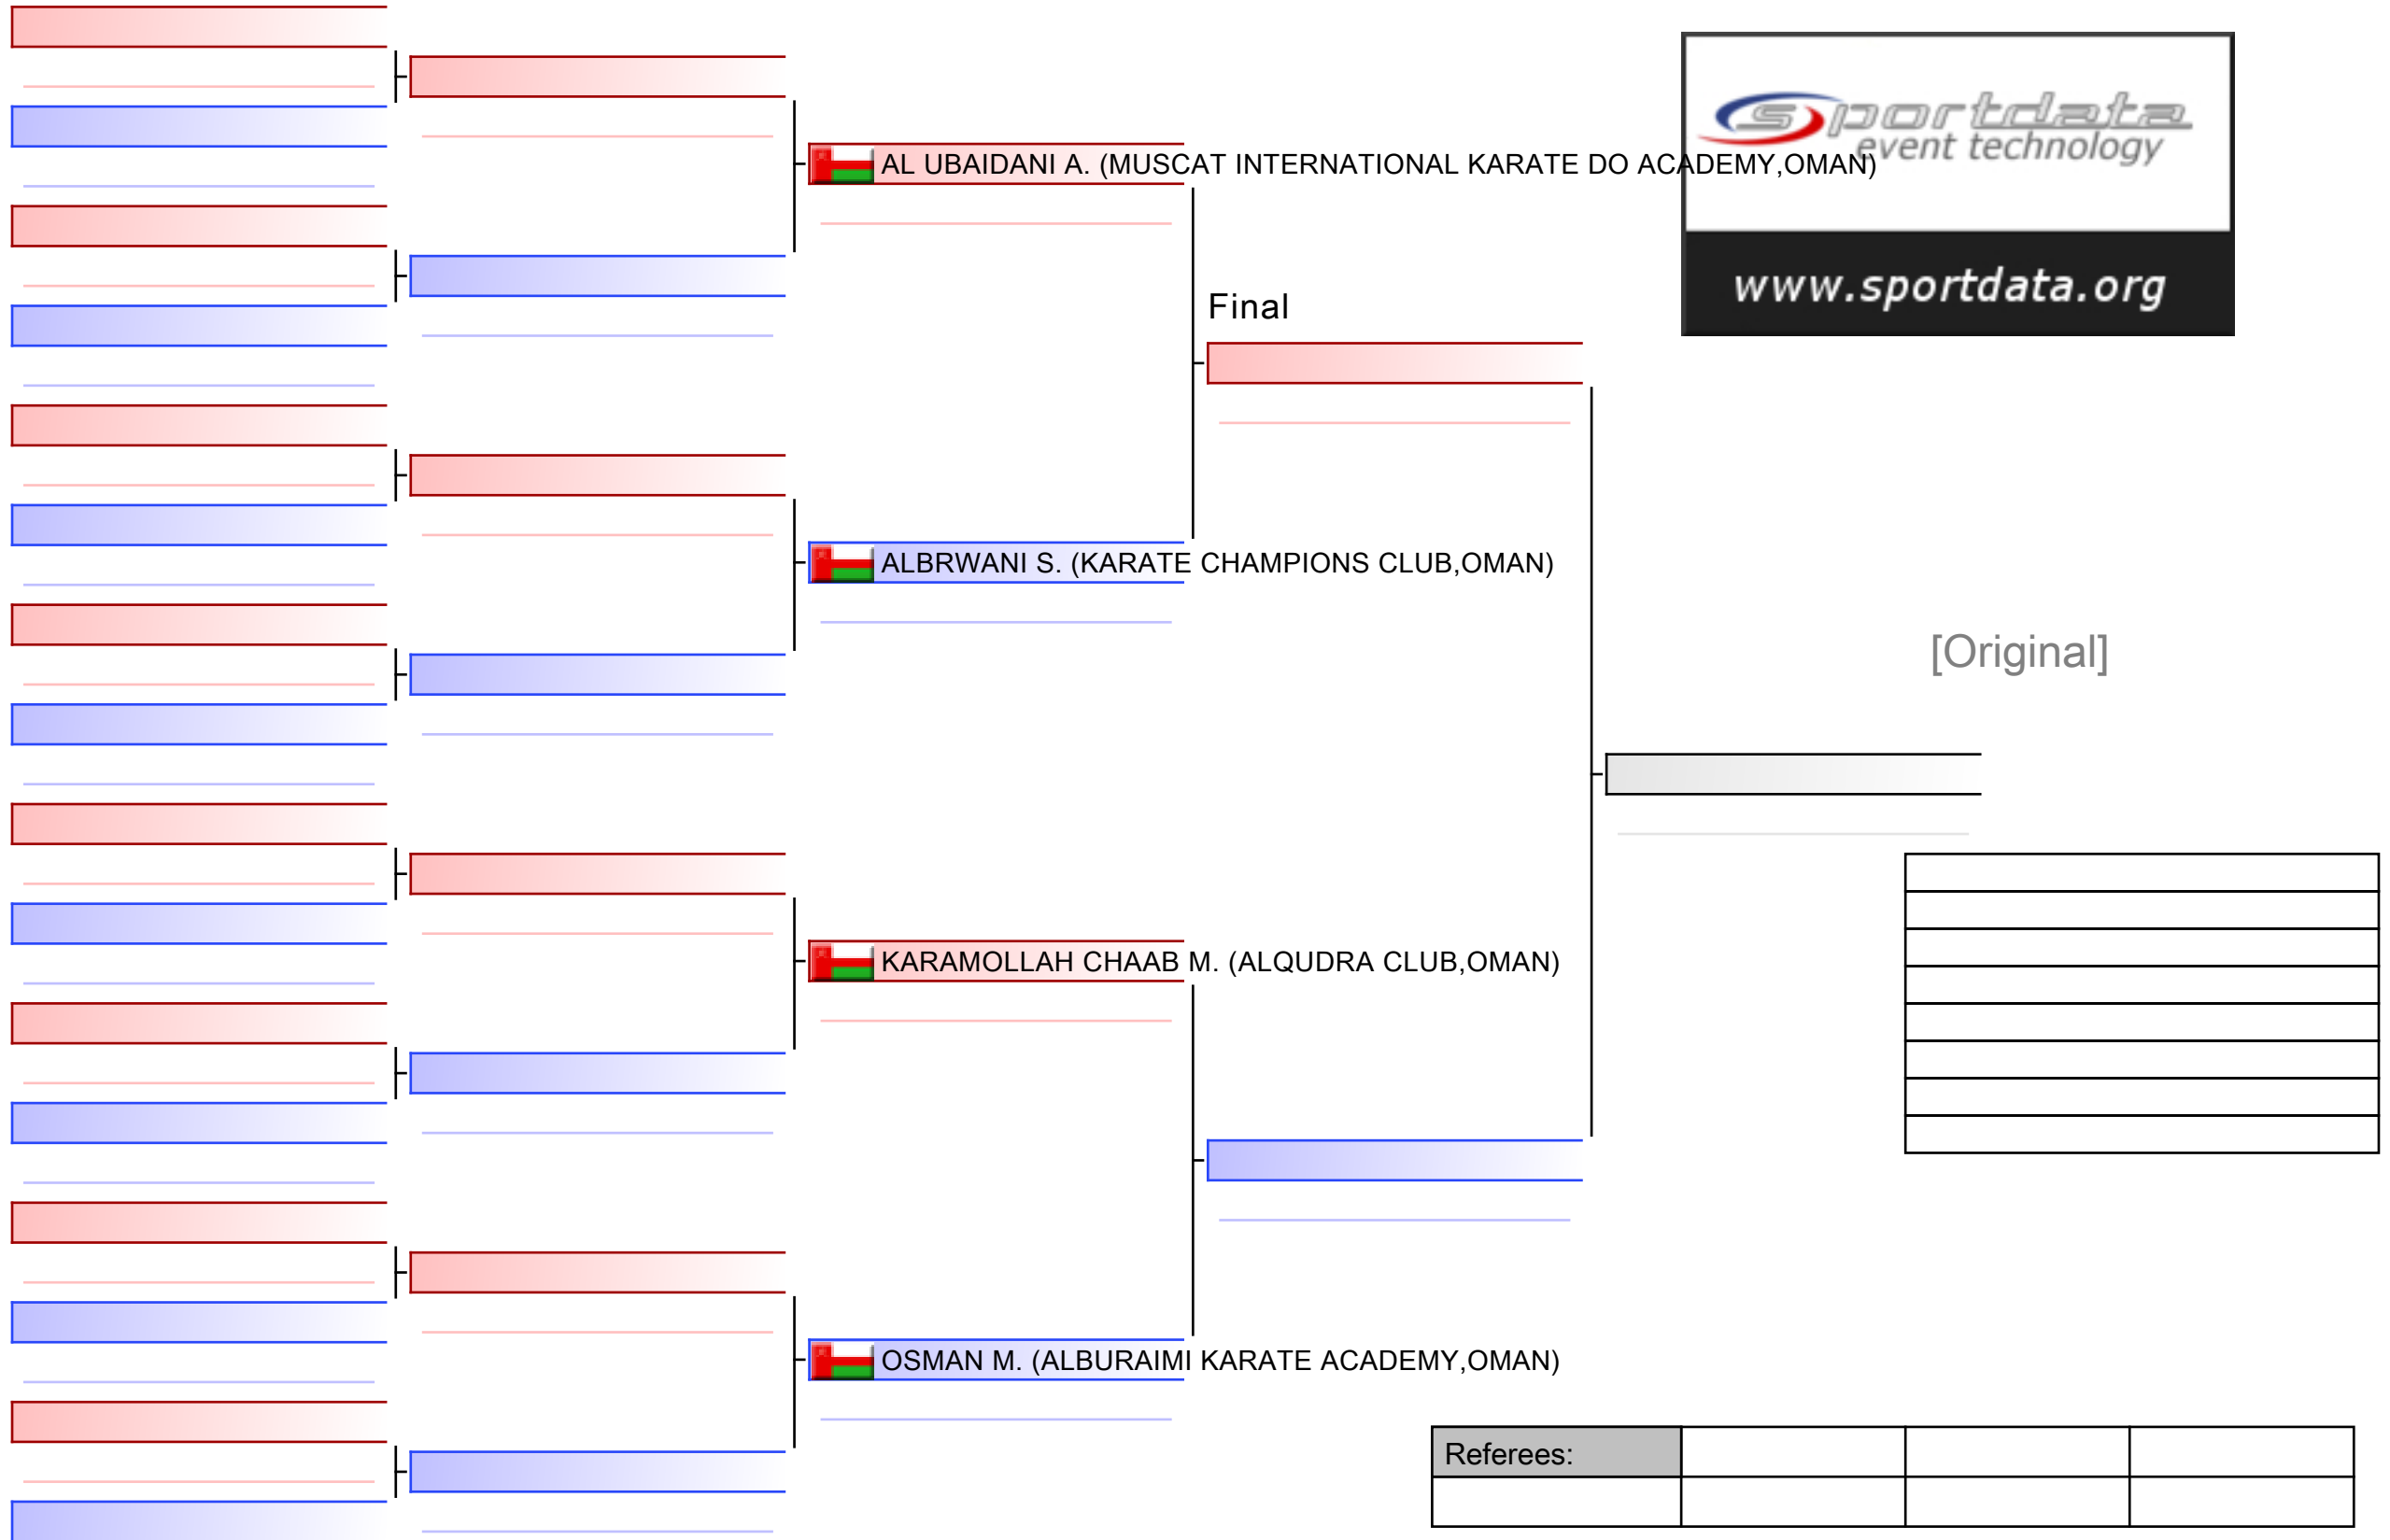 sportdata
event technology
www.sportdata.org
AL UBAIDANI A. (MUSCAT INTERNATIONAL KARATE DO ACADEMY,OMAN)
Final
ALBRWANI S. (KARATE CHAMPIONS CLUB,OMAN)
[Original]
KARAMOLLAH CHAAB M. (ALQUDRA CLUB,OMAN)
OSMAN M. (ALBURAIMI KARATE ACADEMY,OMAN)
Referees: